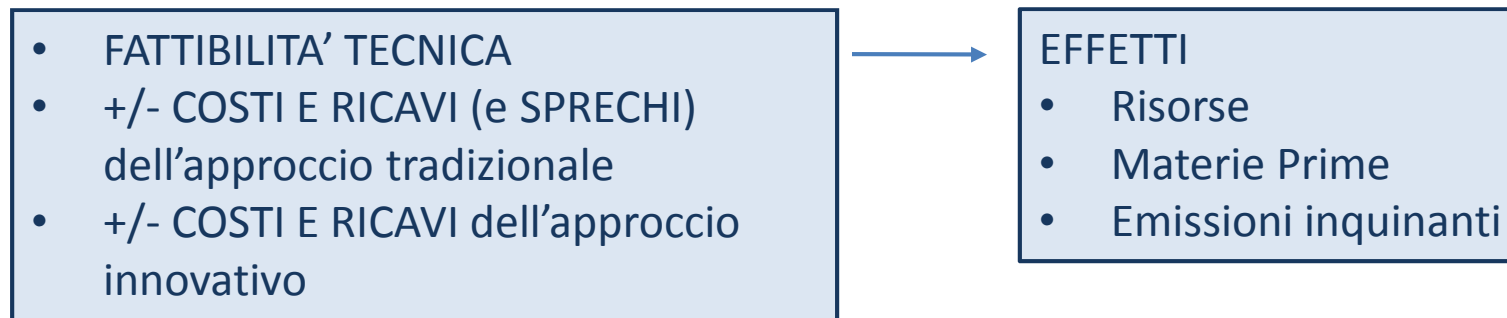 • FATTIBILITA’ TECNICA
• +/- COSTI E RICAVI (e SPRECHI)
dell’approccio tradizionale
• +/- COSTI E RICAVI dell’approccio
innovativo
EFFETTI
• Risorse
• Materie Prime
• Emissioni inquinanti